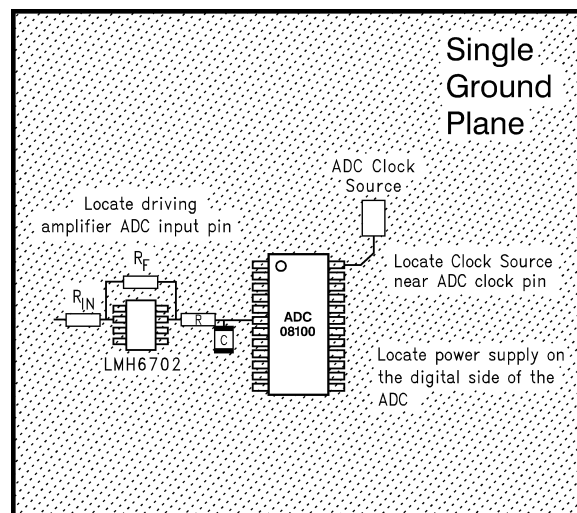 Single
Ground
Plane
ADC Clock
Source
Locate driving
amplifier ADC input pin
RF
RIN
R
C
LMH6702
ADC
08100
Locate Clock Source
near ADC clock pin
Locate power supply on
the digital side of the
ADC